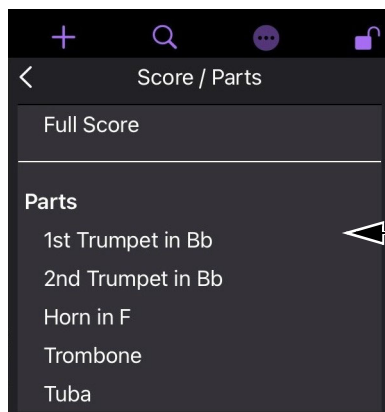 Score / Parts
Full Score
Parts
1st Trumpet in Bb
2nd Trumpet in Bb
Horn in F
Trombone
Tuba